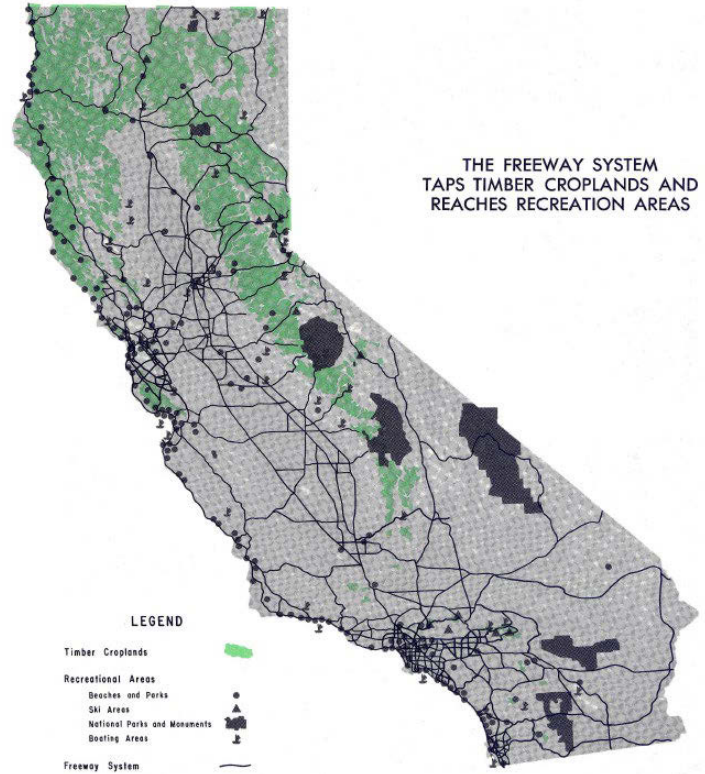 THE FREEWAY SYSTEM
TAPS TIMBER CROPLANDS AND
REACHES RECREATION AREAS
LEGEND
Timber Croplands
Recreational Areas
Beaches and Parks
Ski Areas
National Parks and Monuments
Boating Areas
Freeway System